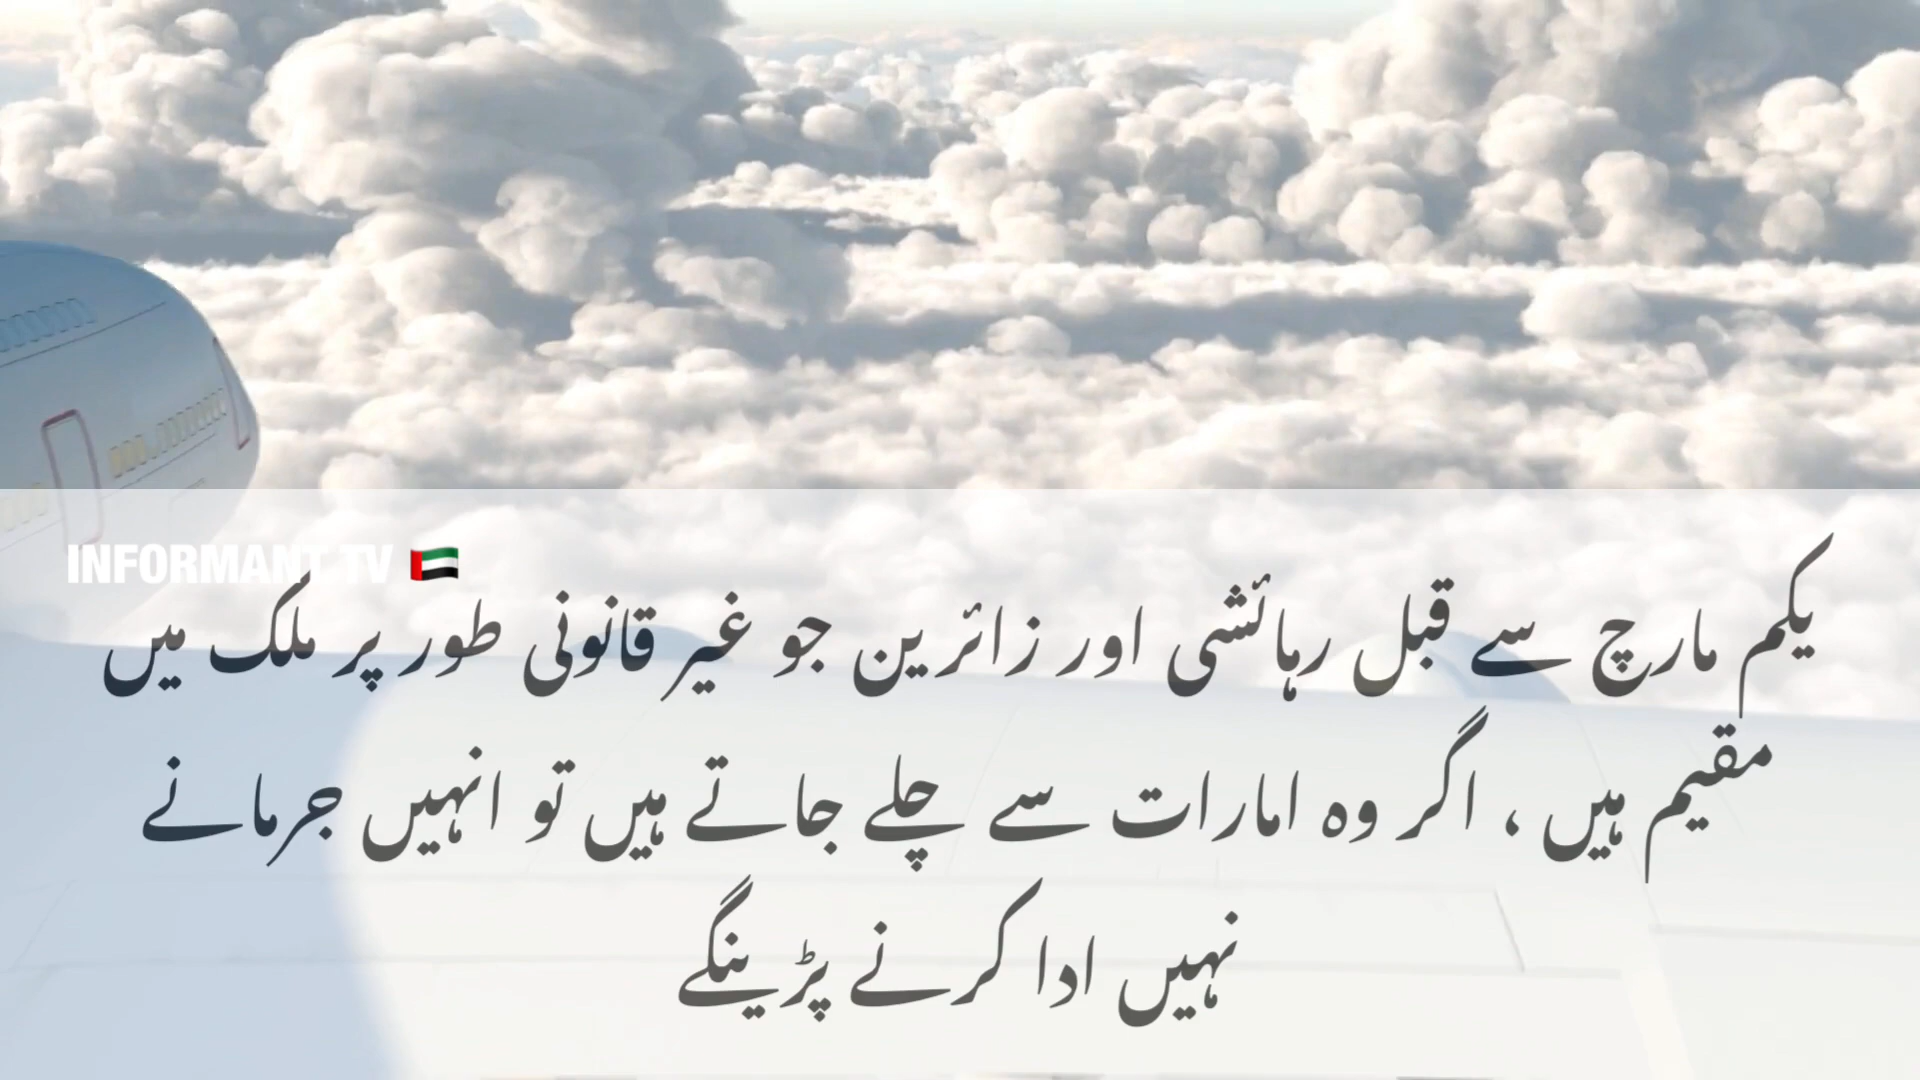 INFORMANT TV 🇦🇪
یکم مارچ سے قبل رہائشی اور زائرین جو غیر قانونی طور پر ملک میں
مقیم ہیں ، اگر وہ امارات سے چلے جاتے ہیں تو انہیں جرمانے
نہیں ادا کرنے پڑینگے